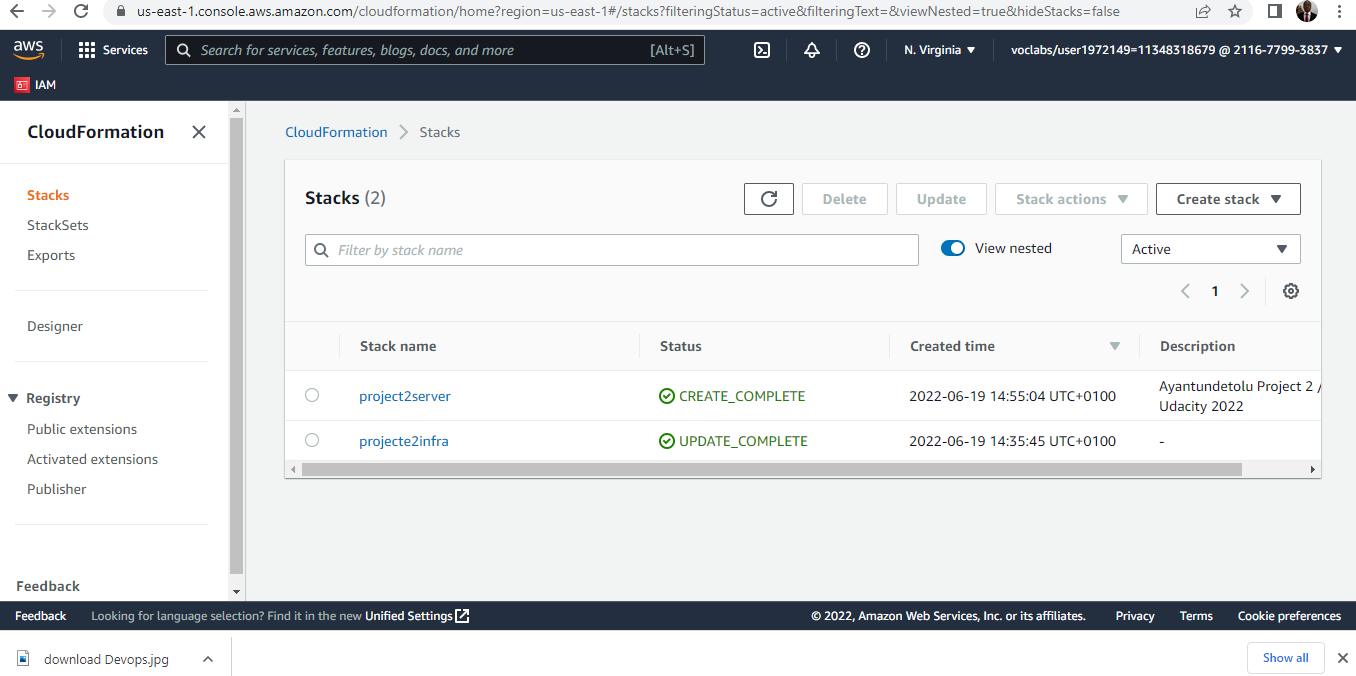 us-east-1.console.aws.amazon.com/cloudformation/home?region=us-east-1#/stacks?filteringStatus=active&filteringText=&viewNested=true&hideStacks=false
aws
Services
Search for services, features, blogs, docs, and more
[Alt+S]
N. Virginia
voclabs/user1972149=11348318679 @ 2116-7799-3837
IAM
CloudFormation
Stacks
StackSets
Exports
Designer
Registry
Public extensions
Activated extensions
Publisher
Feedback
CloudFormation > Stacks
Stacks (2)
Delete
Update
Stack actions
Create stack
Filter by stack name
View nested
Active
1
Stack name Status Created time Description
project2server CREATE_COMPLETE 2022-06-19 14:55:04 UTC+0100 Ayantundetolu Project 2 /
Udacity 2022
projecte2infra UPDATE_COMPLETE 2022-06-19 14:35:45 UTC+0100 -
Feedback Looking for language selection? Find it in the new Unified Settings © 2022, Amazon Web Services, Inc. or its affiliates. Privacy Terms Cookie preferences
download Devops.jpg
Show all